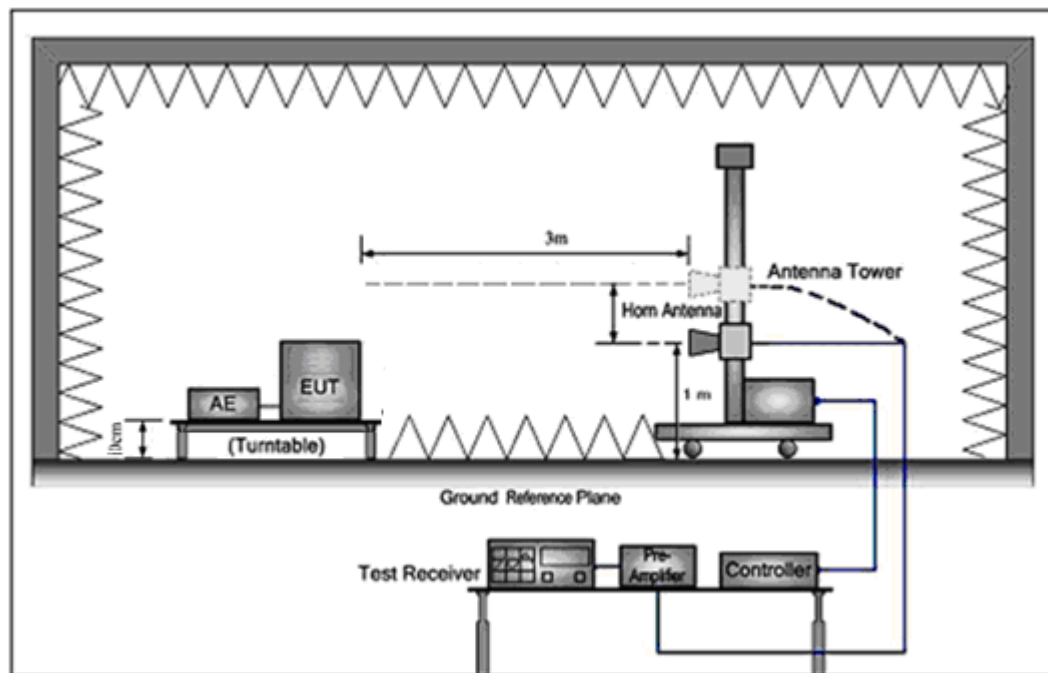 3m
Antenna Tower
Horn Antenna
1 m
EUT
AE
(Turntable)
Ground Reference Plane
Test Receiver
Pre-
Amplifier
Controller